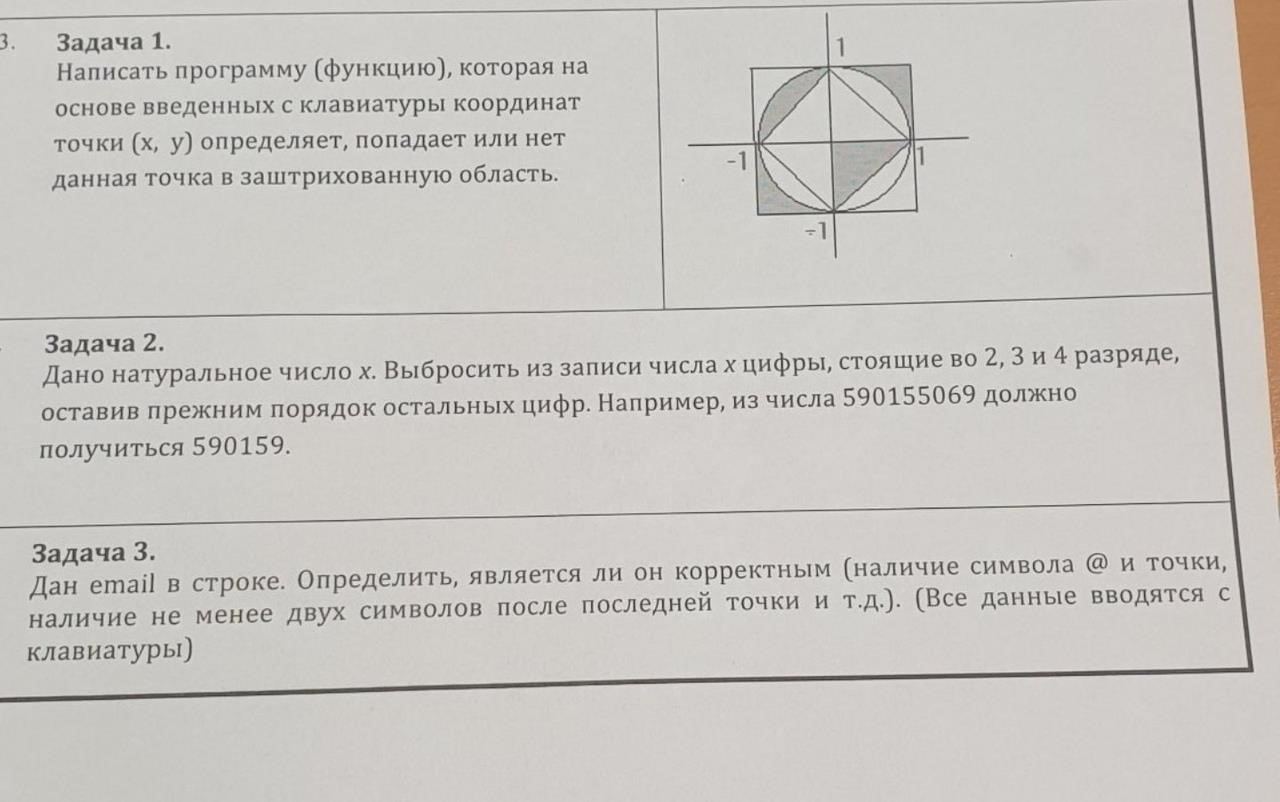 3.
Задача 1.
Написать программу (функцию), которая на
основе введенных с клавиатуры координат
точки (x, y) определяет, попадает или нет
данная точка в заштрихованную область.
1
-1
1
-1
Задача 2.
Дано натуральное число x. Выбросить из записи числа x цифры, стоящие во 2, 3 и 4 разряде,
оставив прежним порядок остальных цифр. Например, из числа 590155069 должно
получиться 590159.
Задача 3.
Дан email в строке. Определить, является ли он корректным (наличие символа @ и точки,
наличие не менее двух символов после последней точки и т.д.). (Все данные вводятся с
клавиатуры)